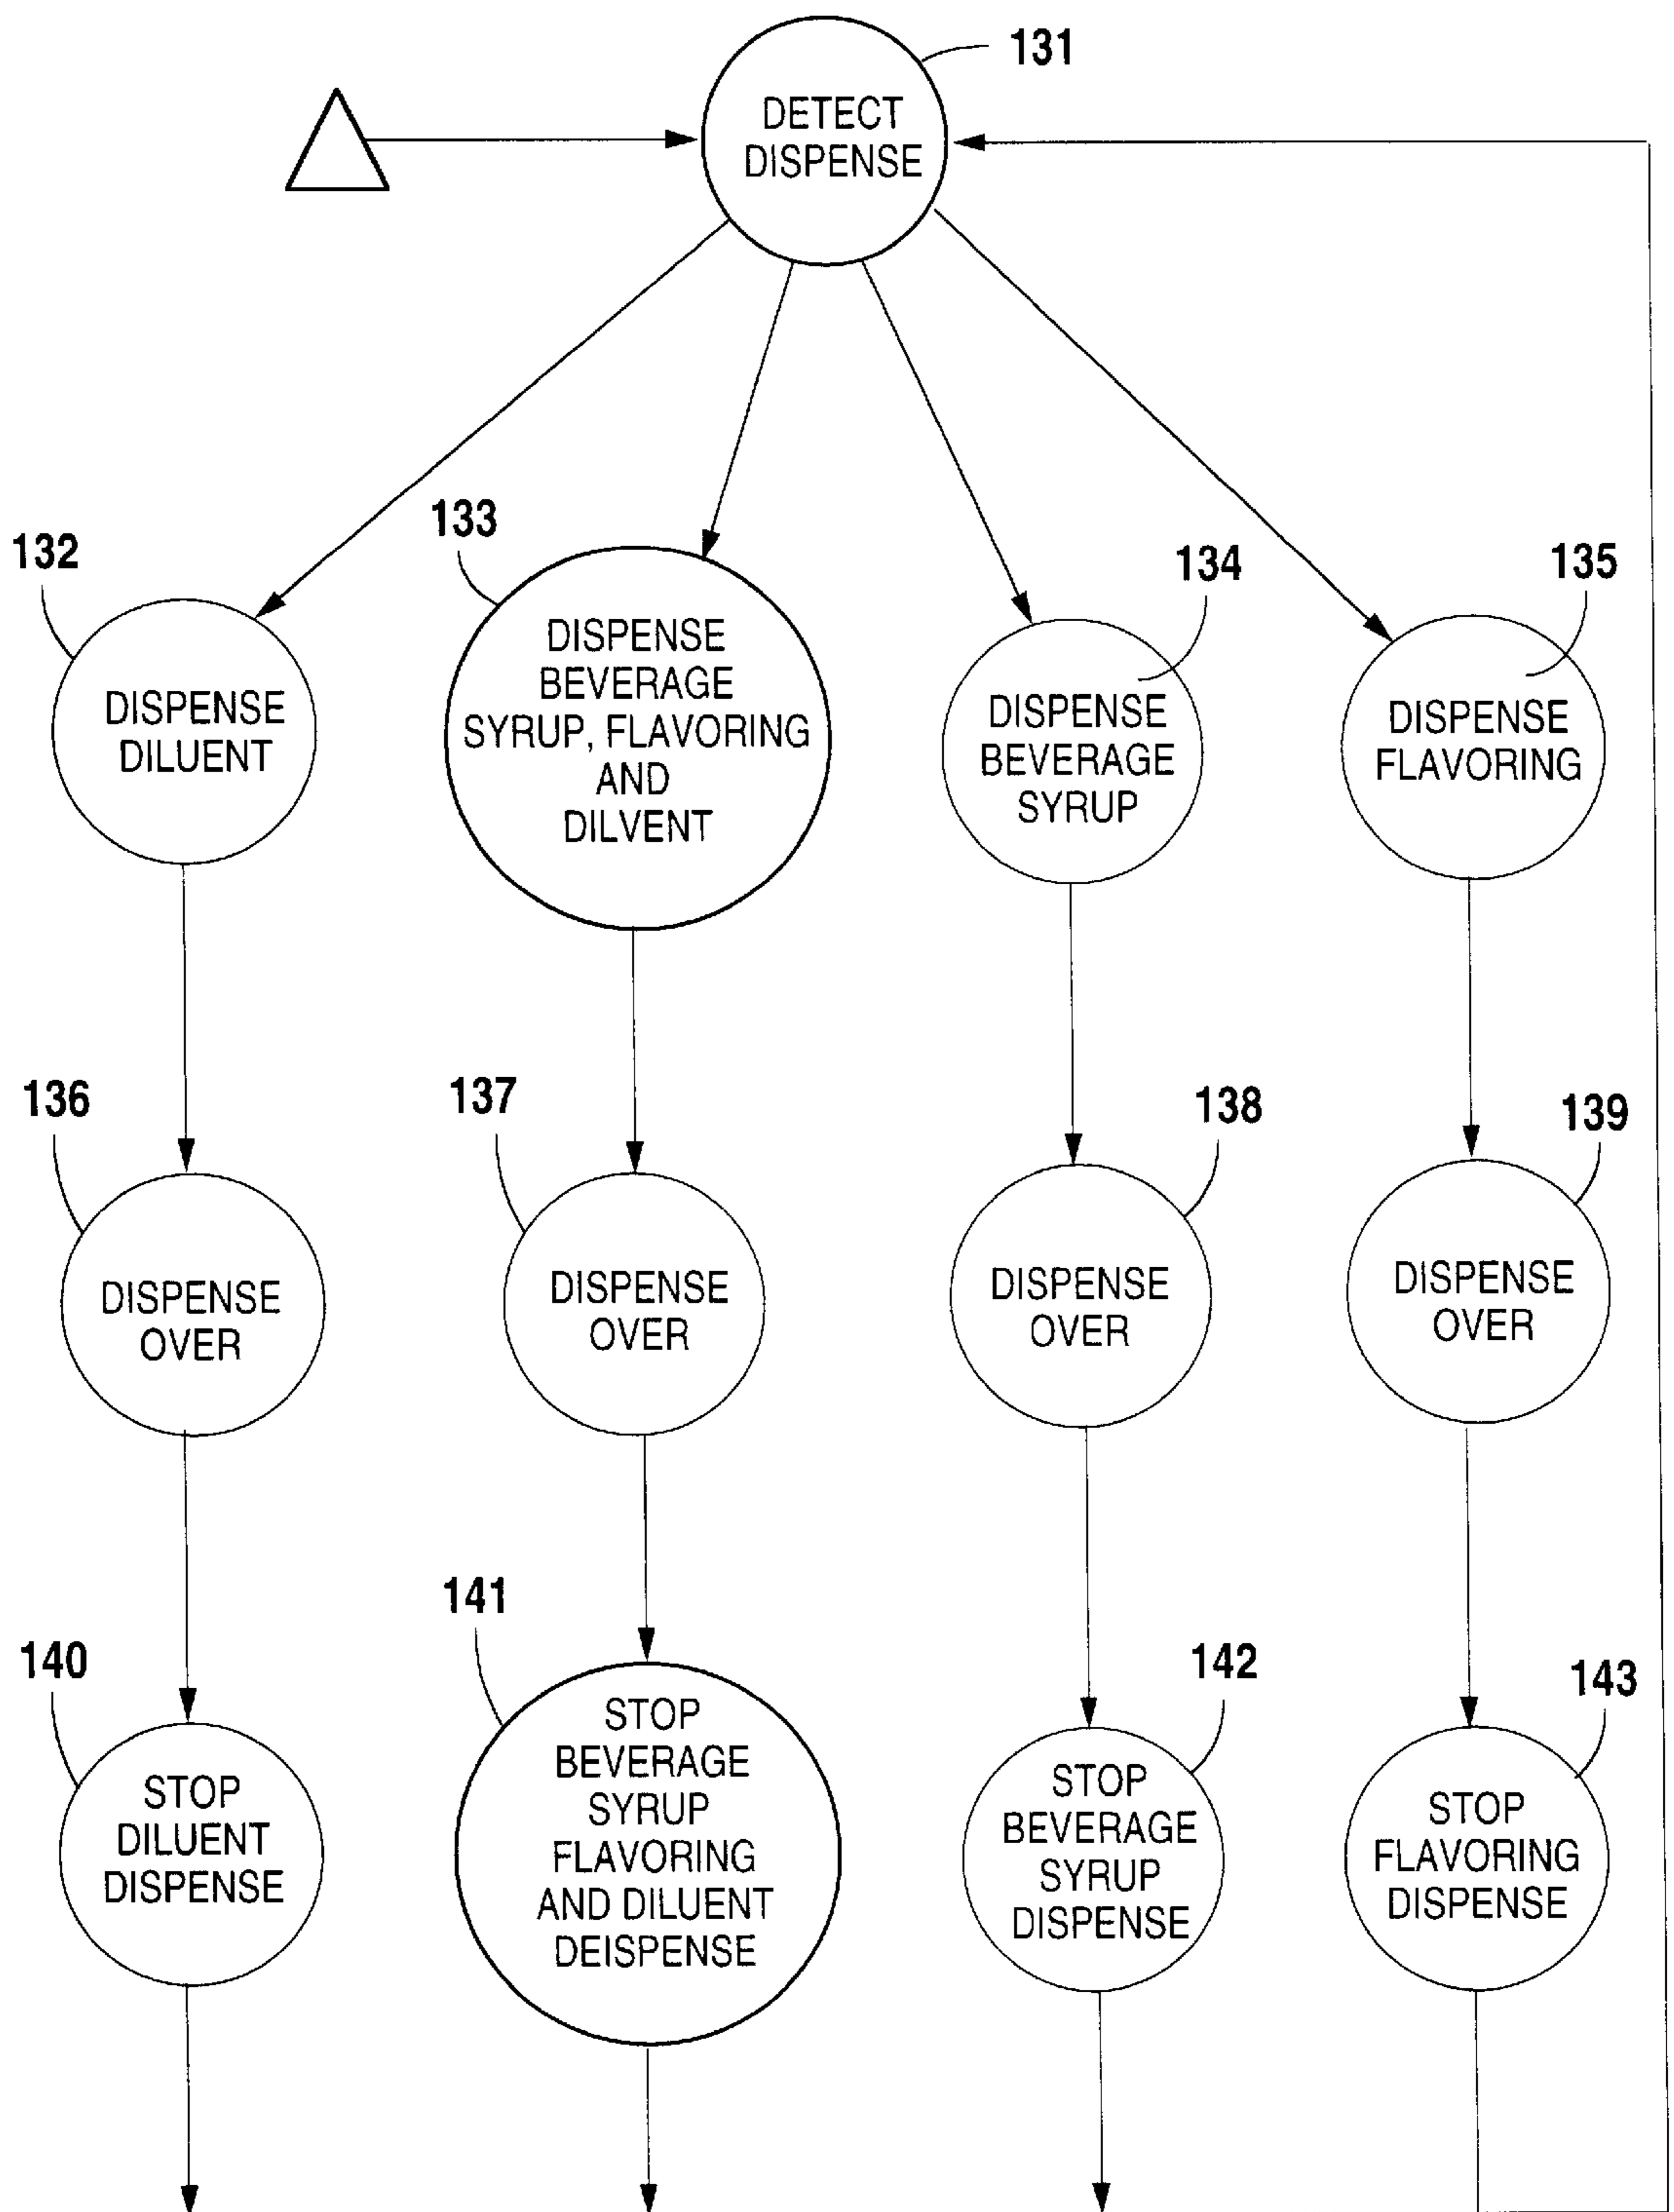 131
DETECT
DISPENSE
132
DISPENSE
DILUENT
133
DISPENSE
BEVERAGE
SYRUP, FLAVORING
AND
DILVENT
134
DISPENSE
BEVERAGE
SYRUP
135
DISPENSE
FLAVORING
136
DISPENSE
OVER
137
DISPENSE
OVER
138
DISPENSE
OVER
139
DISPENSE
OVER
140
STOP
DILUENT
DISPENSE
141
STOP
BEVERAGE
SYRUP
FLAVORING
AND DILUENT
DEISPENSE
142
STOP
BEVERAGE
SYRUP
DISPENSE
143
STOP
FLAVORING
DISPENSE